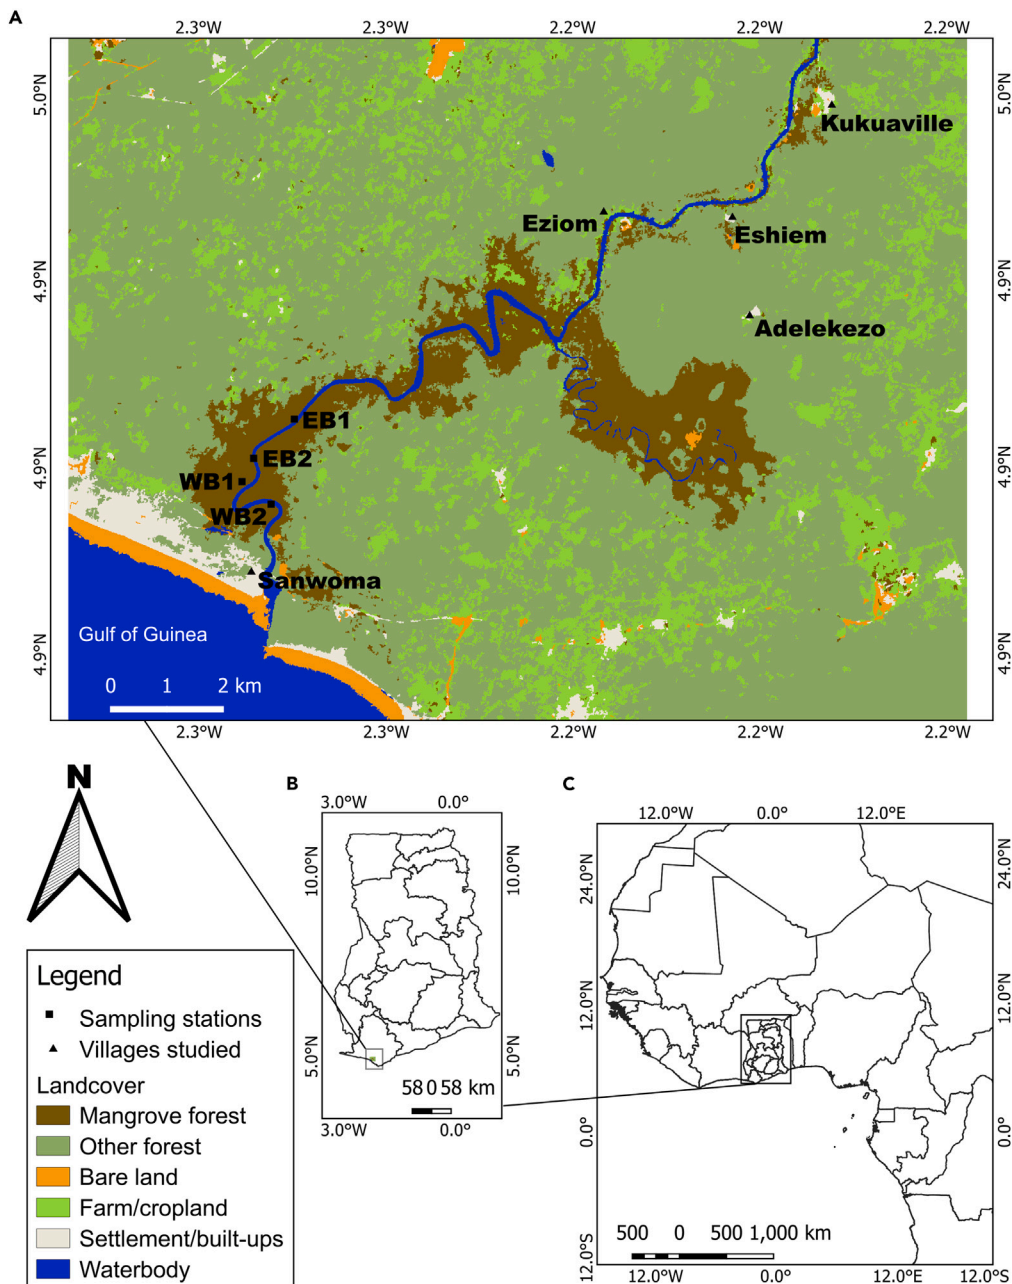 A
2.3°W 2.3°W 2.2°W 2.2°W 2.2°W
5.0°N 5.0°N
Kukuaville
Eziom
Eshiem
4.9°N 4.9°N
Adelekezo
EB1
EB2
4.9°N 4.9°N
WB1
WB2
Sanwoma
Gulf of Guinea
4.9°N 4.9°N
0 1 2 km
2.3°W 2.3°W 2.2°W 2.2°W 2.2°W
N
B
3.0°W 0.0°
10.0°N 10.0°N
5.0°N 5.0°N
58 0 58 km
3.0°W 0.0°
C
12.0°W 0.0° 12.0°E
24.0°N 24.0°N
12.0°N 12.0°N
0.0° 0.0°
500 0 500 1,000 km
12.0°S 12.0°S
12.0°W 0.0° 12.0°E
Legend
Sampling stations
Villages studied
Landcover
Mangrove forest
Other forest
Bare land
Farm/cropland
Settlement/built-ups
Waterbody